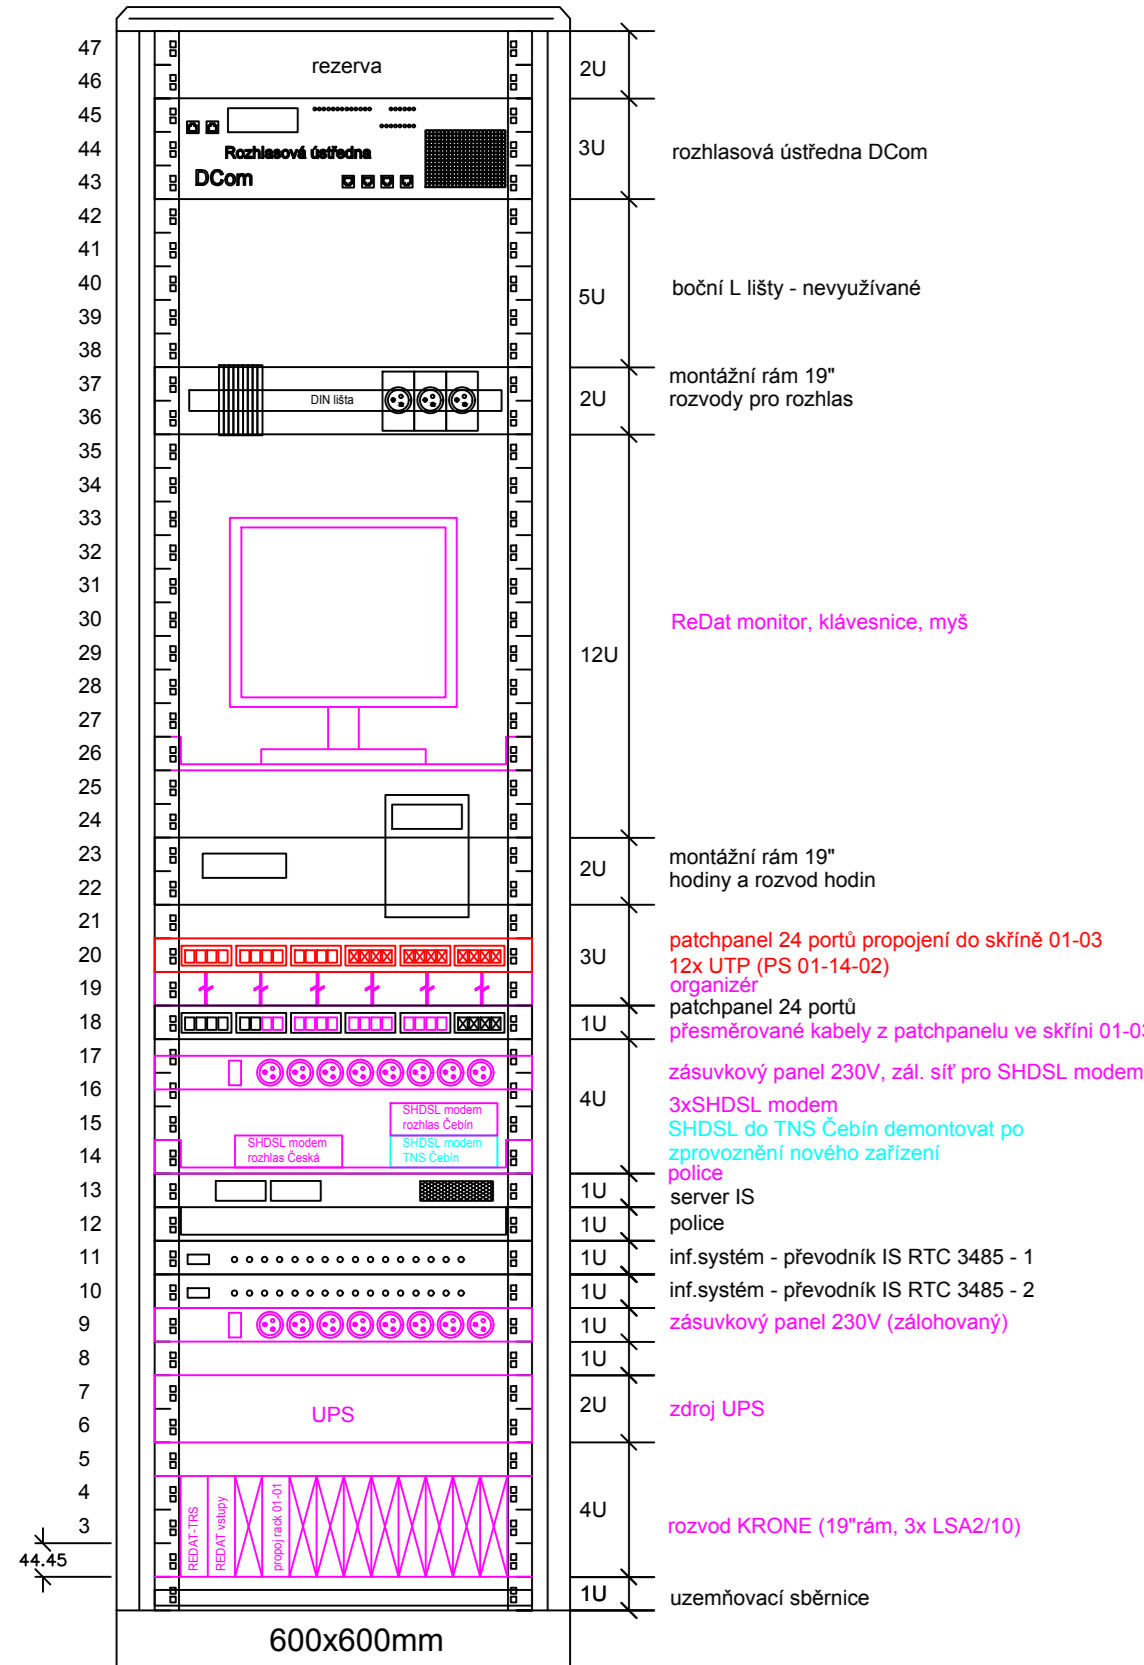 47
rezerva
2U
46
45
44
Rozhlasová ústředna
3U
rozhlasová ústředna DCom
43
DCom
42
41
40
5U
boční L lišty - nevyužívané
39
38
37
montážní rám 19"
DIN lišta
2U
rozvody pro rozhlas
36
35
34
33
32
31
30
ReDat monitor, klávesnice, myš
29
12U
28
27
26
25
24
23
montážní rám 19"
2U
hodiny a rozvod hodin
22
21
patchpanel 24 portů propojení do skříně 01-03
20
3U
12x UTP (PS 01-14-02)
19
organizér
patchpanel 24 portů
18
1U
přesměrované kabely z patchpanelu ve skříni 01-03
17
zásuvkový panel 230V, zál. síť pro SHDSL modem
16
4U
3xSHDSL modem
15
SHDSL modem
rozhlas Čebín
SHDSL do TNS Čebín demontovat po
zprovoznění nového zařízení
14
SHDSL modem
rozhlas Česká
SHDSL modem
TNS Čebín
police
13
1U
server IS
12
1U
police
11
1U
inf.systém - převodník IS RTC 3485 - 1
10
1U
inf.systém - převodník IS RTC 3485 - 2
9
1U
zásuvkový panel 230V (zálohovaný)
8
1U
7
UPS
2U
zdroj UPS
6
5
4
REDAT-TRS
REDAT vstupy
propoj rack 01-01
4U
3
rozvod KRONE (19"rám, 3x LSA2/10)
44.45
1U
uzemňovací sběrnice
600x600mm